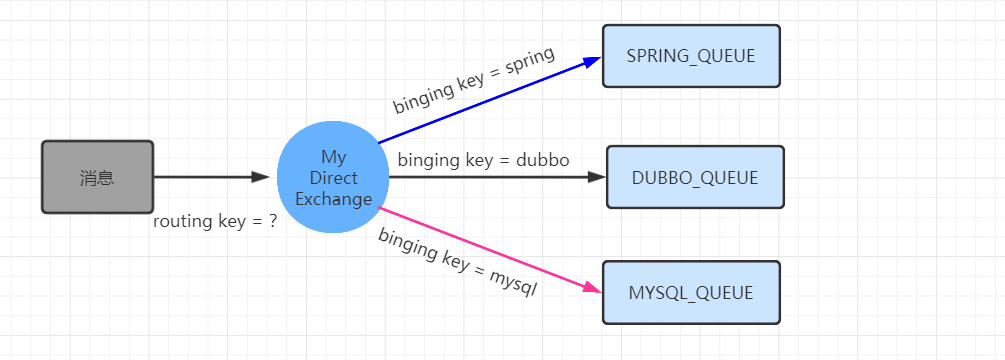 消息
routing key = ?
My
Direct
Exchange
binging key = spring
SPRING_QUEUE
binging key = dubbo
DUBBO_QUEUE
binging key = mysql
MYSQL_QUEUE